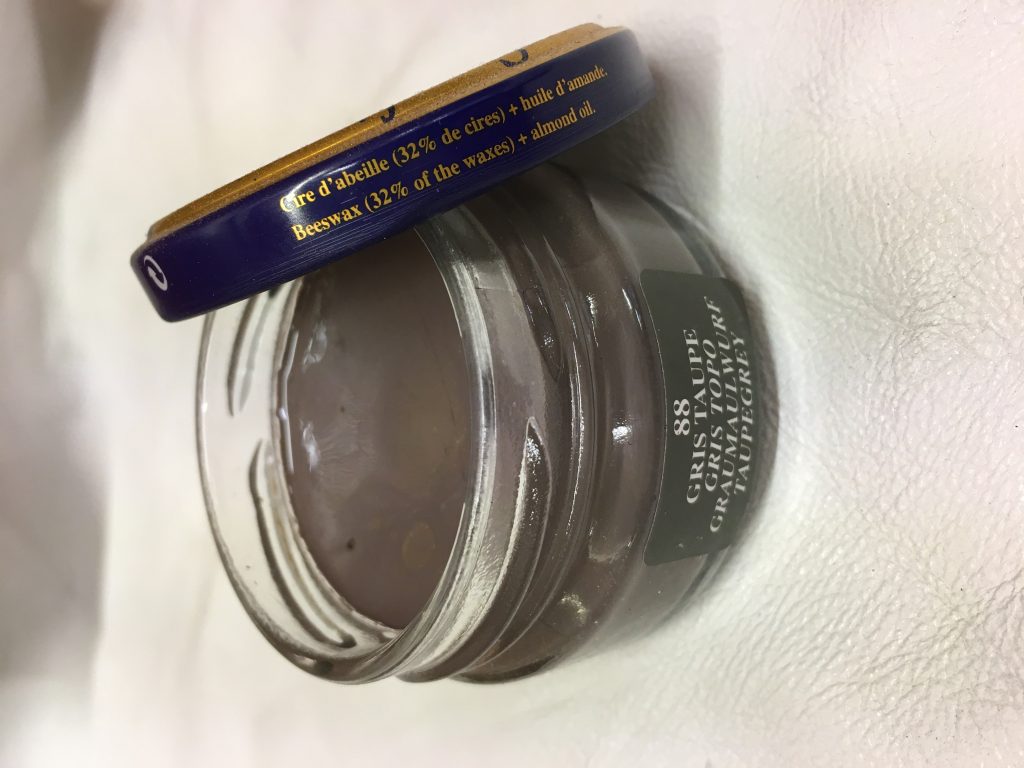 Cire d'abeille (32% de cires) + huile d'amande.
Beeswax (32% of the waxes) + almond oil.
88
GRIS TAUPE
GRIS TOPO
GRAUMAULWURF
TAUPEGREY